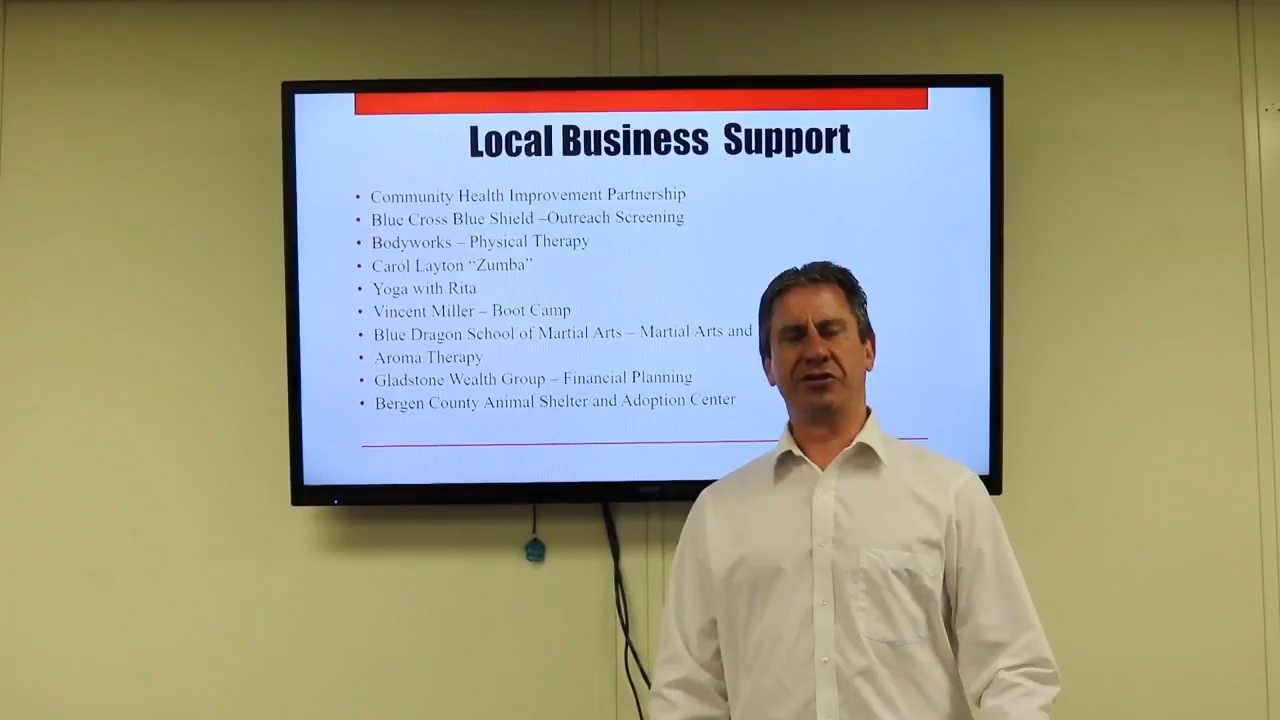 Local Business Support
• Community Health Improvement Partnership
• Blue Cross Blue Shield –Outreach Screening
• Bodyworks – Physical Therapy
• Carol Layton “Zumba”
• Yoga with Rita
• Vincent Miller – Boot Camp
• Blue Dragon School of Martial Arts – Martial Arts and
• Aroma Therapy
• Gladstone Wealth Group – Financial Planning
• Bergen County Animal Shelter and Adoption Center